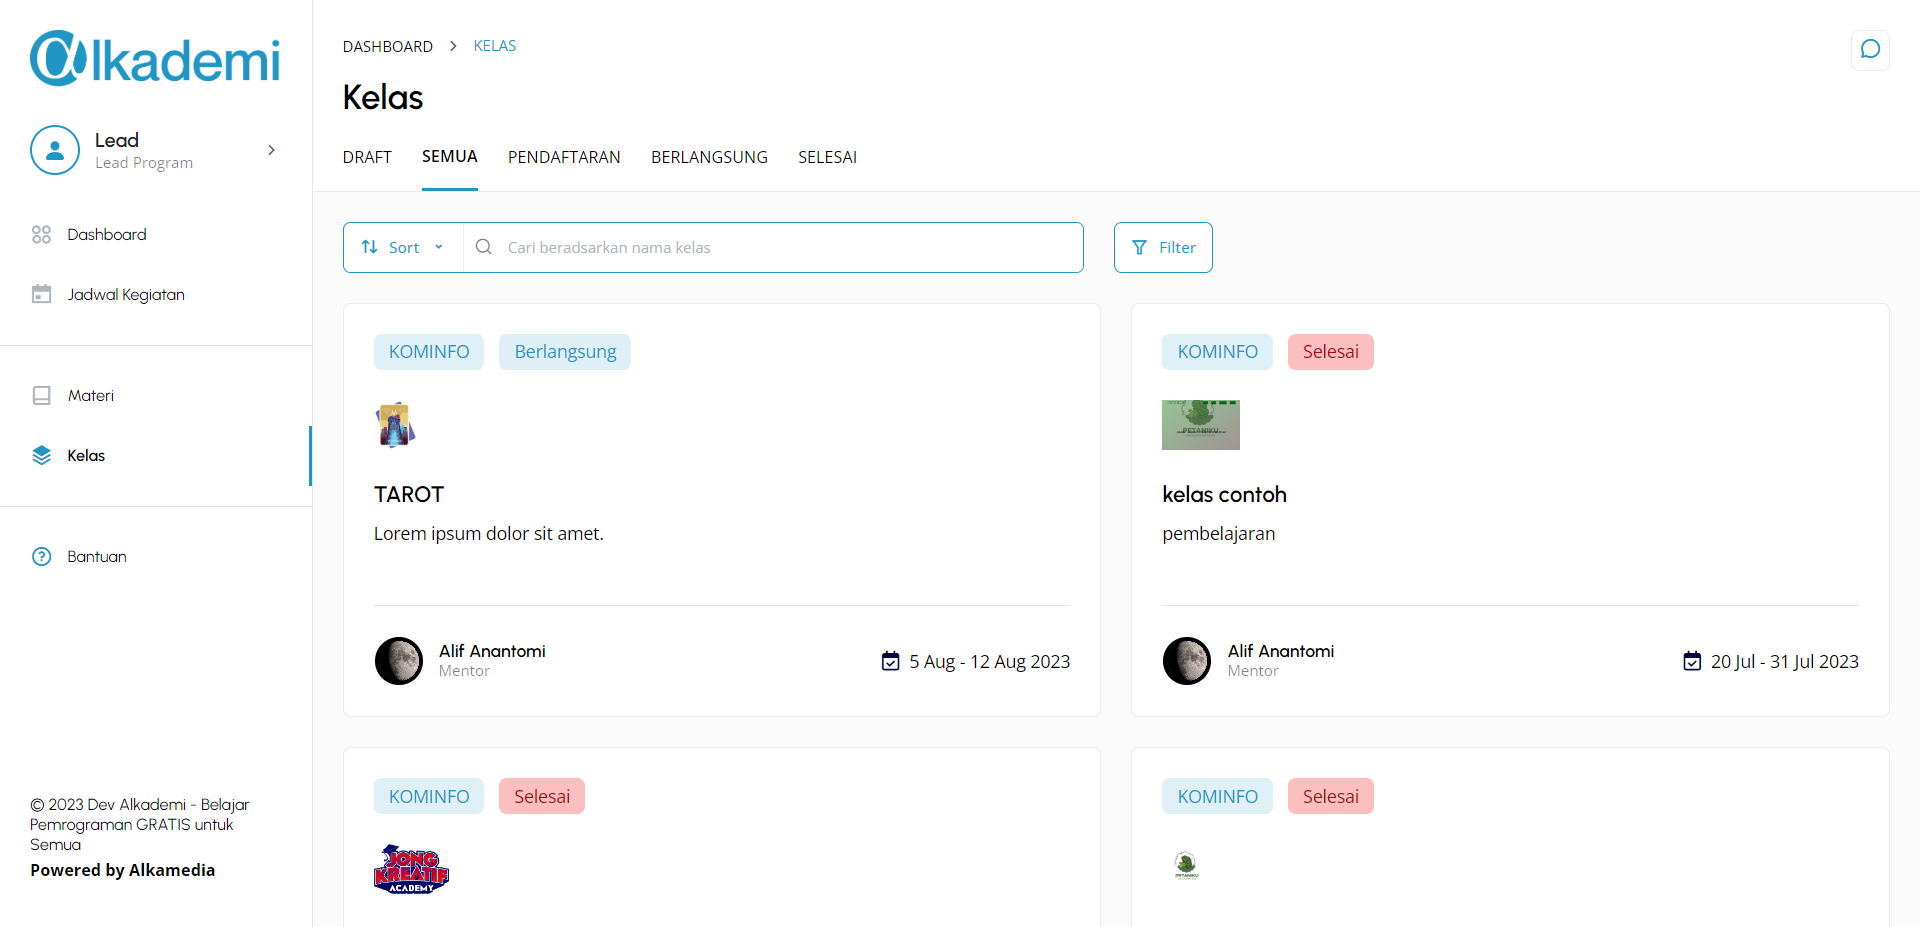 @lkademi
Lead
Lead Program
Dashboard
Jadwal Kegiatan
Materi
Kelas
Bantuan
© 2023 Dev Alkademi - Belajar
Pemrograman GRATIS untuk
Semua
Powered by Alkamedia
DASHBOARD > KELAS
Kelas
DRAFT SEMUA PENDAFTARAN BERLANGSUNG SELESAI
Sort Cari beradsarkan nama kelas Filter
KOMINFO Berlangsung
TAROT
Lorem ipsum dolor sit amet.
Alif Anantomi
Mentor
5 Aug - 12 Aug 2023
KOMINFO Selesai
PETANIKU
kelas contoh
pembelajaran
Alif Anantomi
Mentor
20 Jul - 31 Jul 2023
KOMINFO Selesai
JONG
KREATIF
ACADEMY
KOMINFO Selesai
PETANIKU